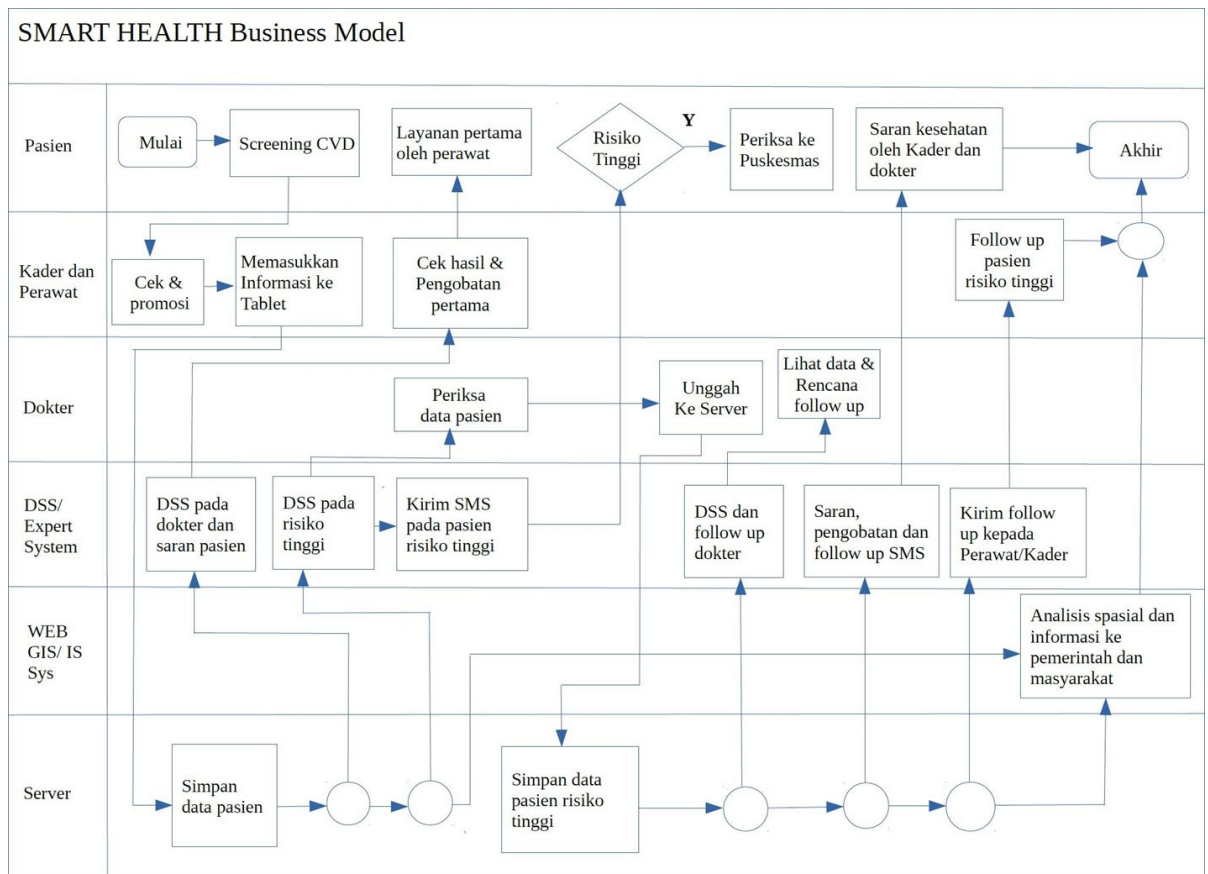 SMART HEALTH Business Model
Pasien
Mulai
Screening CVD
Layanan pertama
oleh perawat
Risiko
Tinggi
Y
Periksa ke
Puskesmas
Saran kesehatan
oleh Kader dan
dokter
Akhir
Kader dan
Perawat
Cek &
promosi
Memasukkan
Informasi ke
Tablet
Cek hasil &
Pengobatan
pertama
Follow up
pasien
risiko tinggi
Dokter
Periksa
data pasien
Unggah
Ke Server
Lihat data &
Rencana
follow up
DSS/
Expert
System
DSS pada
dokter dan
saran pasien
DSS pada
risiko
tinggi
Kirim SMS
pada pasien
risiko tinggi
DSS dan
follow up
dokter
Saran,
pengobatan dan
follow up SMS
Kirim follow
up kepada
Perawat/Kader
WEB
GIS/ IS
Sys
Analisis spasial dan
informasi ke
pemerintah dan
masyarakat
Server
Simpan
data pasien
Simpan data
pasien risiko
tinggi